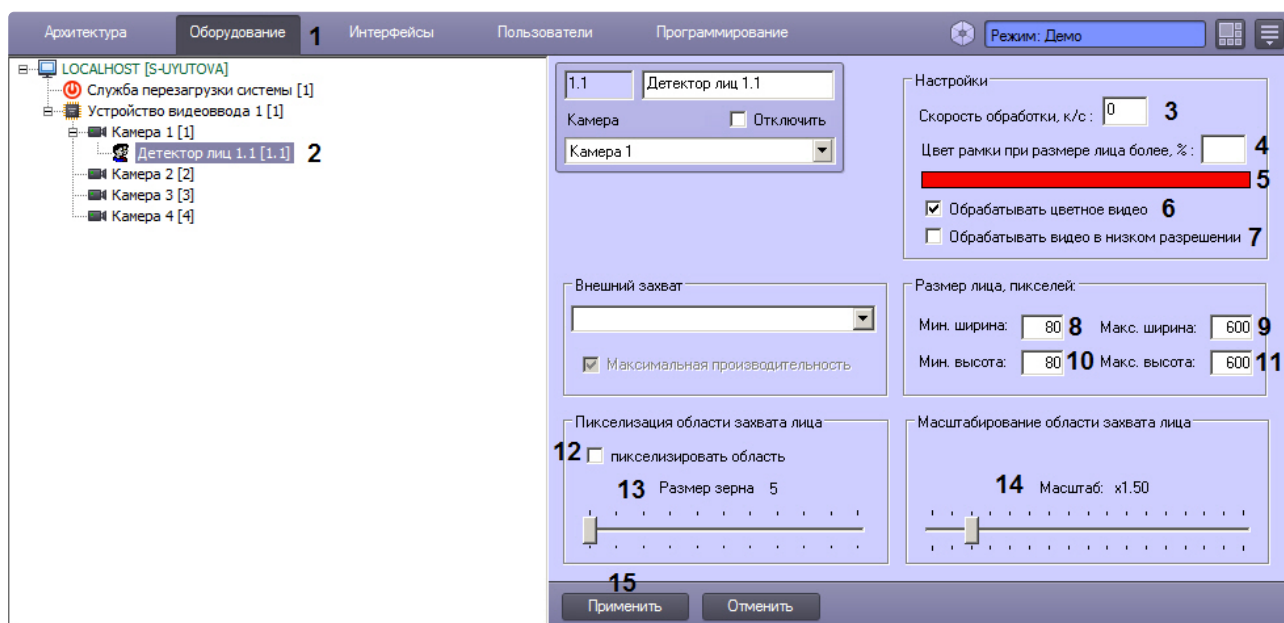 Архитектура Оборудование 1 Интерфейсы Пользователи Программирование Режим: Демо
LOCALHOST [S-UYUTOVA]
Служба перезагрузки системы [1]
Устройство видеоввода 1 [1]
Камера 1 [1]
Детектор лиц 1.1 [1.1] 2
Камера 2 [2]
Камера 3 [3]
Камера 4 [4]
1.1 Детектор лиц 1.1
Камера Отключить
Камера 1
Настройки
Скорость обработки, к/с : 0 3
Цвет рамки при размере лица более, % : 4
5
Обрабатывать цветное видео 6
Обрабатывать видео в низком разрешении 7
Внешний захват
Максимальная производительность
Размер лица, пикселей:
Мин. ширина: 80 8 Макс. ширина: 600 9
Мин. высота: 80 10 Макс. высота: 600 11
Пикселизация области захвата лица
12 пикселизировать область
13 Размер зерна 5
Масштабирование области захвата лица
14 Масштаб: x1.50
15
Применить Отменить